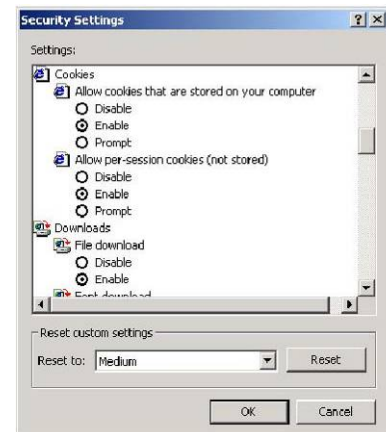 Security Settings
Settings:
Cookies
Allow cookies that are stored on your computer
Disable
Enable
Prompt
Allow per-session cookies (not stored)
Disable
Enable
Prompt
Downloads
File download
Disable
Enable
Font download
Reset custom settings
Reset to: Medium Reset
OK Cancel